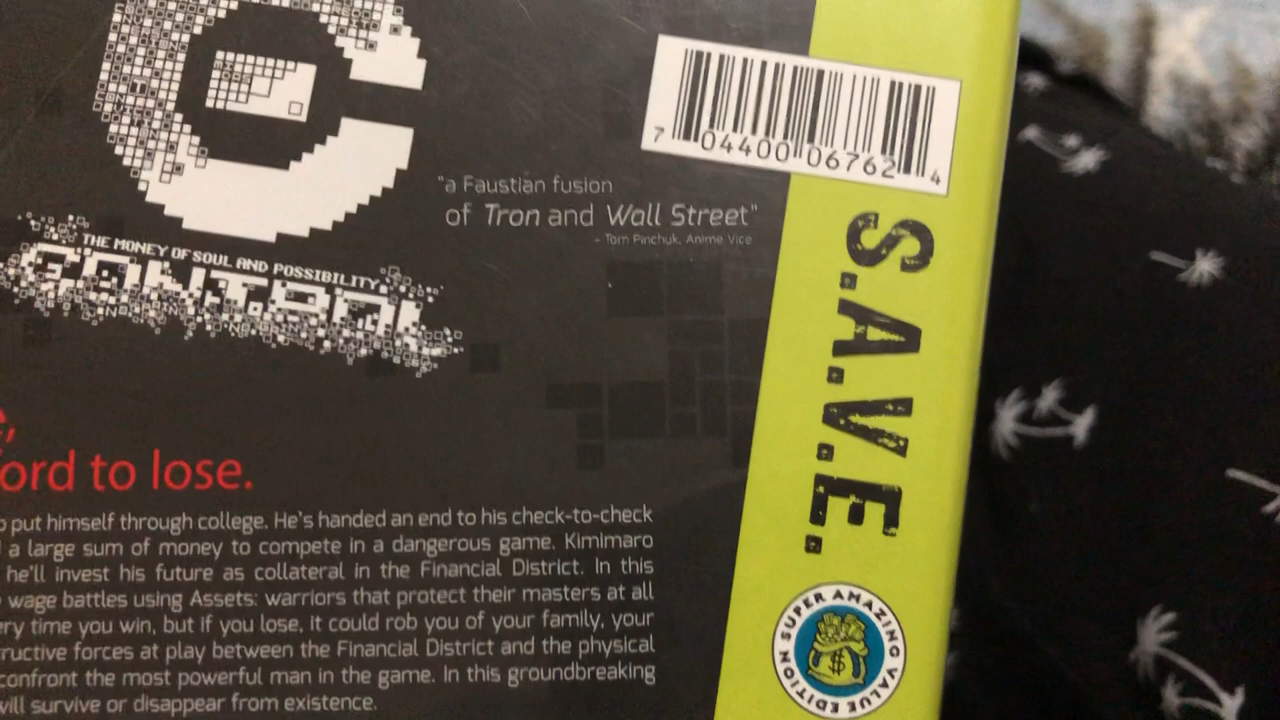 THE MONEY OF SOUL AND POSSIBILITY
CONTROL
"a Faustian fusion
of Tron and Wall Street"
- Tom Pinchuk, Anime Vice
7 04400 06762 4
S.A.V.E.
SUPER AMAZING VALUE EDITION
$
ord to lose.
put himself through college. He's handed an end to his check-to-check
a large sum of money to compete in a dangerous game. Kimimaro
he'll invest his future as collateral in the Financial District. In this
wage battles using Assets: warriors that protect their masters at all
ery time you win, but if you lose, it could rob you of your family, your
ructive forces at play between the Financial District and the physical
confront the most powerful man in the game. In this groundbreaking
will survive or disappear from existence.